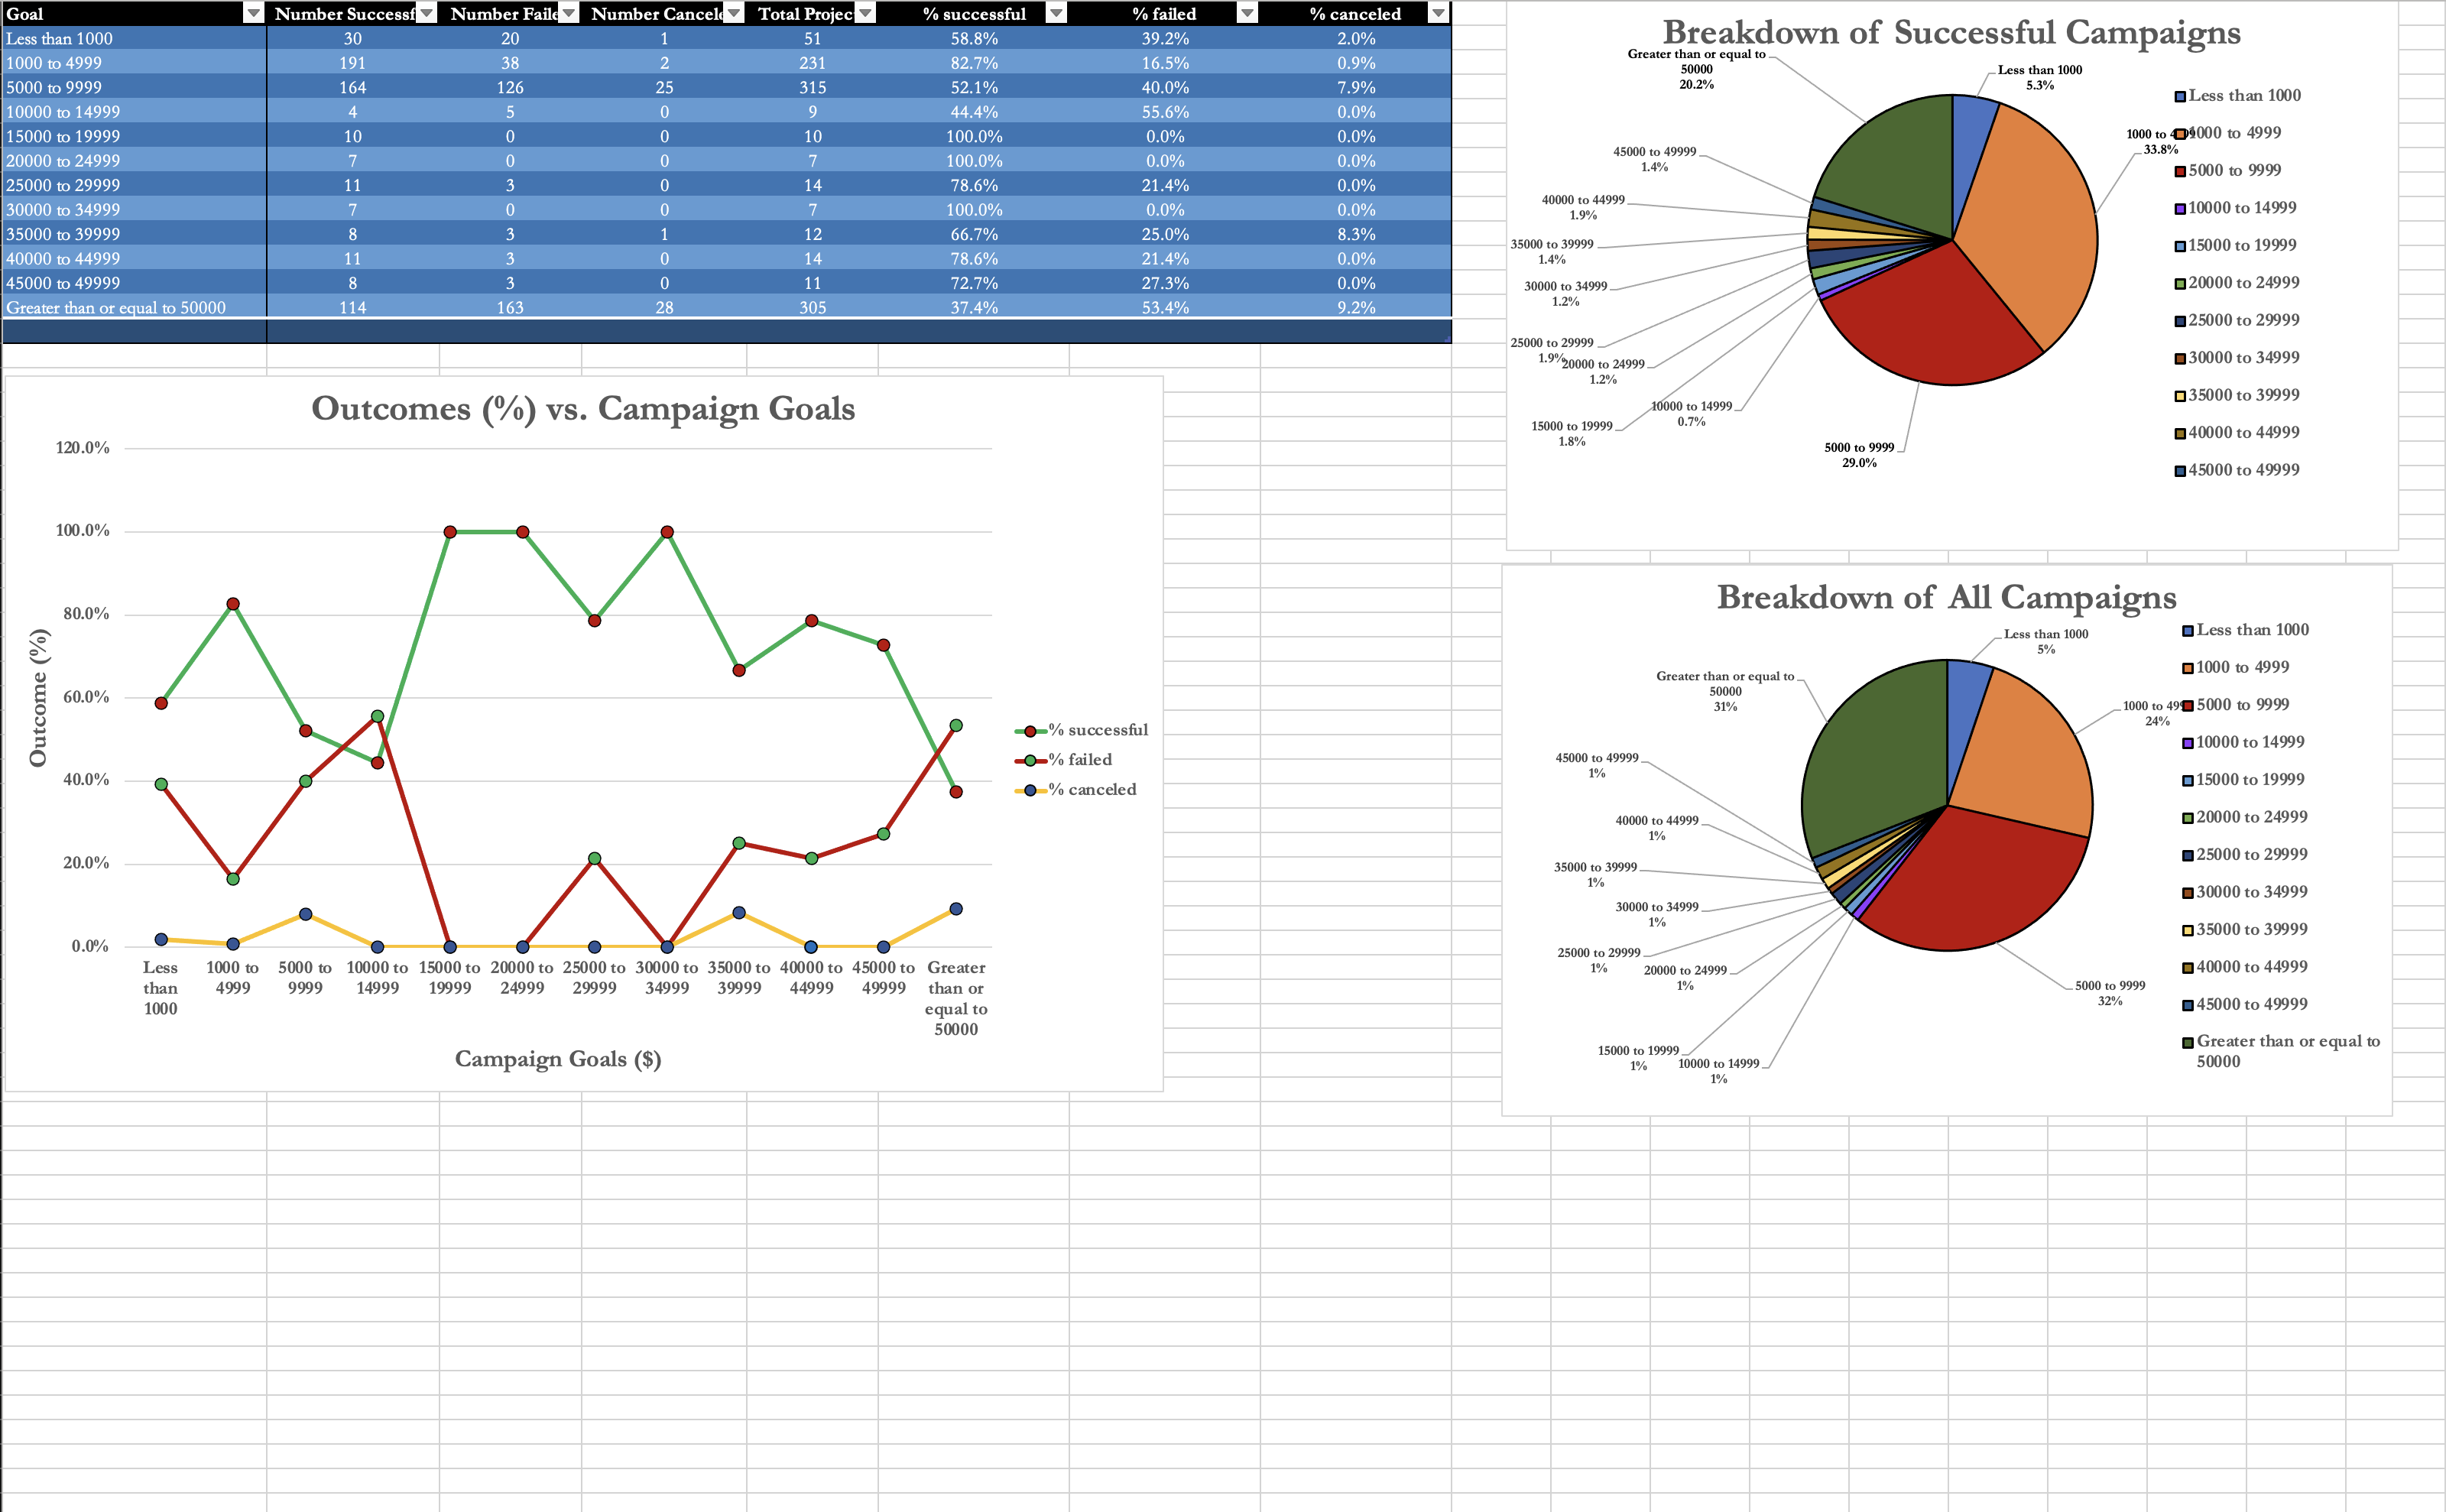 Goal Number Successf Number Faile Number Cancele Total Projec % successful % failed % canceled
Less than 1000 30 20 1 51 58.8% 39.2% 2.0%
1000 to 4999 191 38 2 231 82.7% 16.5% 0.9%
5000 to 9999 164 126 25 315 52.1% 40.0% 7.9%
10000 to 14999 4 5 0 9 44.4% 55.6% 0.0%
15000 to 19999 10 0 0 10 100.0% 0.0% 0.0%
20000 to 24999 7 0 0 7 100.0% 0.0% 0.0%
25000 to 29999 11 3 0 14 78.6% 21.4% 0.0%
30000 to 34999 7 0 0 7 100.0% 0.0% 0.0%
35000 to 39999 8 3 1 12 66.7% 25.0% 8.3%
40000 to 44999 11 3 0 14 78.6% 21.4% 0.0%
45000 to 49999 8 3 0 11 72.7% 27.3% 0.0%
Greater than or equal to 50000 114 163 28 305 37.4% 53.4% 9.2%
Outcomes (%) vs. Campaign Goals
120.0%
100.0%
80.0%
60.0%
40.0%
20.0%
0.0%
Outcome (%)
Less than 1000
1000 to 4999
5000 to 9999
10000 to 14999
15000 to 19999
20000 to 24999
25000 to 29999
30000 to 34999
35000 to 39999
40000 to 44999
45000 to 49999
Greater than or equal to 50000
Campaign Goals ($)
% successful
% failed
% canceled
Breakdown of Successful Campaigns
Greater than or equal to
50000
20.2%
Less than 1000
5.3%
1000 to 4999
33.8%
45000 to 49999
1.4%
40000 to 44999
1.9%
35000 to 39999
1.4%
30000 to 34999
1.2%
25000 to 29999
1.9%
20000 to 24999
1.2%
15000 to 19999
1.8%
10000 to 14999
0.7%
5000 to 9999
29.0%
Less than 1000
1000 to 4999
5000 to 9999
10000 to 14999
15000 to 19999
20000 to 24999
25000 to 29999
30000 to 34999
35000 to 39999
40000 to 44999
45000 to 49999
Breakdown of All Campaigns
Less than 1000
5%
Greater than or equal to
50000
31%
1000 to 499
24%
45000 to 49999
1%
40000 to 44999
1%
35000 to 39999
1%
30000 to 34999
1%
25000 to 29999
1%
20000 to 24999
1%
15000 to 19999
1%
10000 to 14999
1%
5000 to 9999
32%
Less than 1000
1000 to 4999
5000 to 9999
10000 to 14999
15000 to 19999
20000 to 24999
25000 to 29999
30000 to 34999
35000 to 39999
40000 to 44999
45000 to 49999
Greater than or equal to
50000